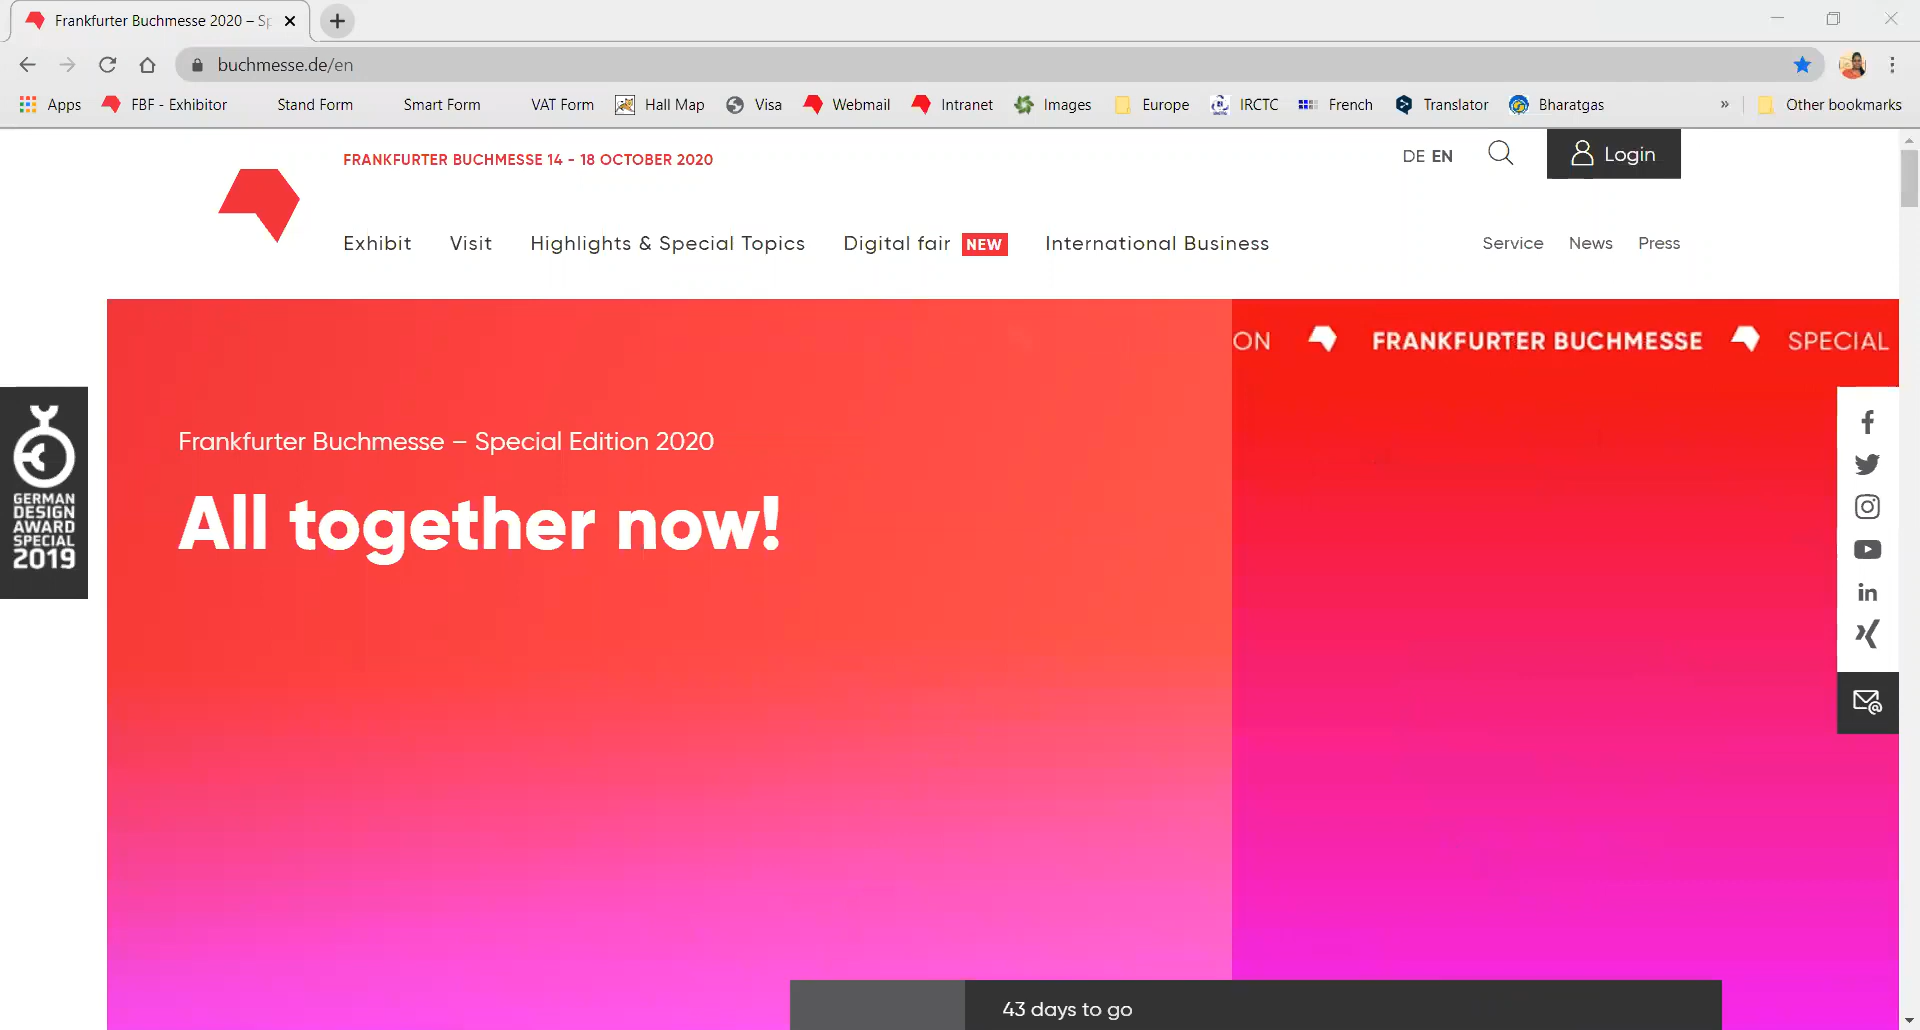 Frankfurter Buchmesse 2020 – Sp
buchmesse.de/en
Apps FBF - Exhibitor Stand Form Smart Form VAT Form Hall Map Visa Webmail Intranet Images Europe IRCTC French Translator Bharatgas » Other bookmarks
FRANKFURTER BUCHMESSE 14 - 18 OCTOBER 2020
DE EN
Login
Exhibit Visit Highlights & Special Topics Digital fair NEW International Business
Service News Press
ON FRANKFURTER BUCHMESSE SPECIAL
Frankfurter Buchmesse – Special Edition 2020
All together now!
GERMAN
DESIGN
AWARD
SPECIAL
2019
43 days to go